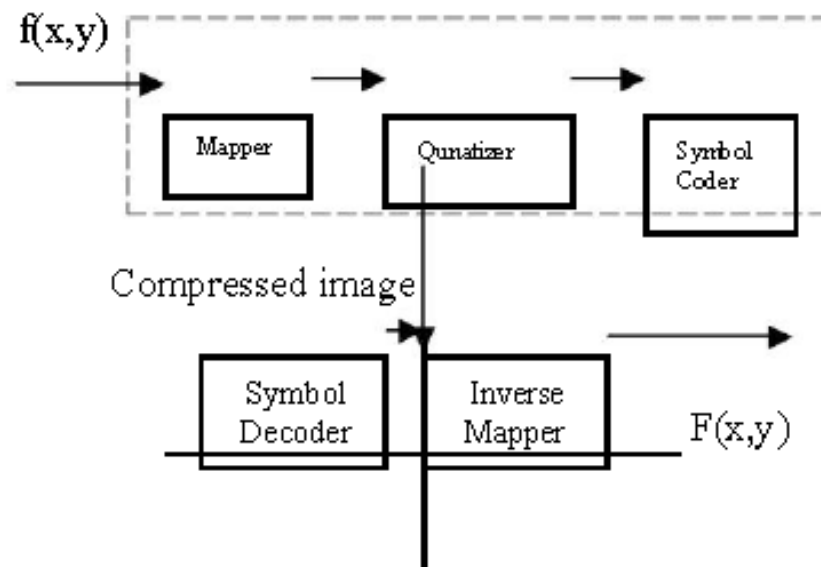 f(x,y)
Mapper
Qunatizer
Symbol
Coder
Compressed image
Symbol
Decoder
Inverse
Mapper
F(x,y)